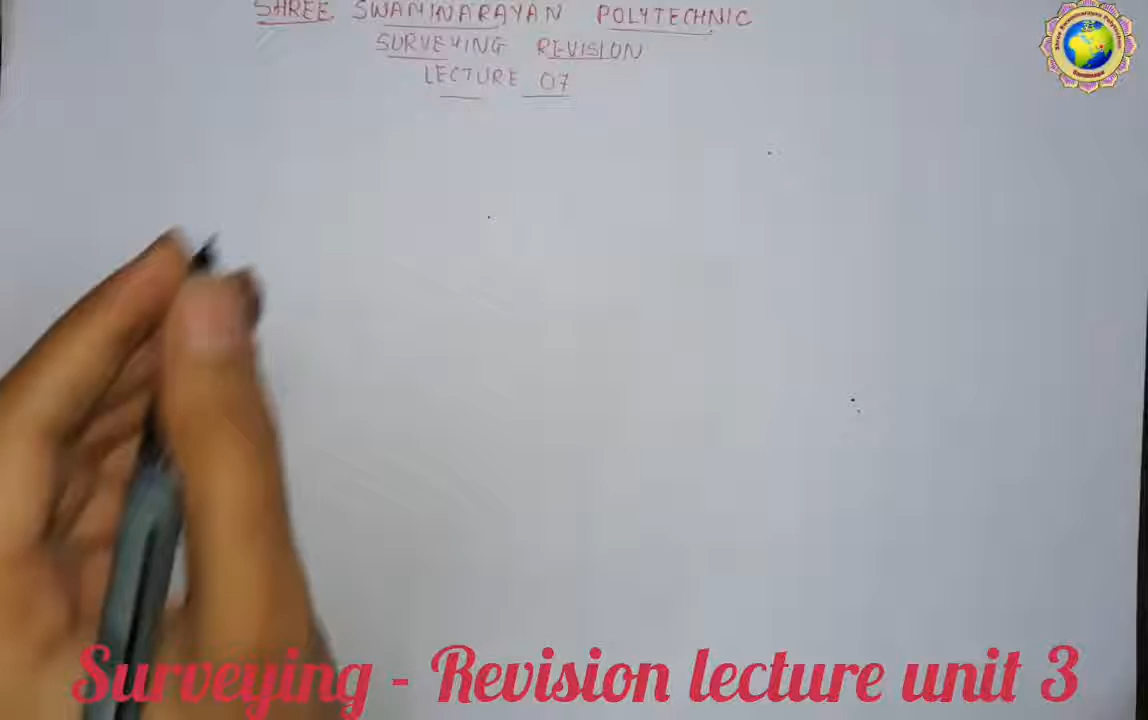 SHREE SWAMINARAYAN POLYTECHNIC
SURVEYING REVISION
LECTURE 07
Surveying - Revision lecture unit 3